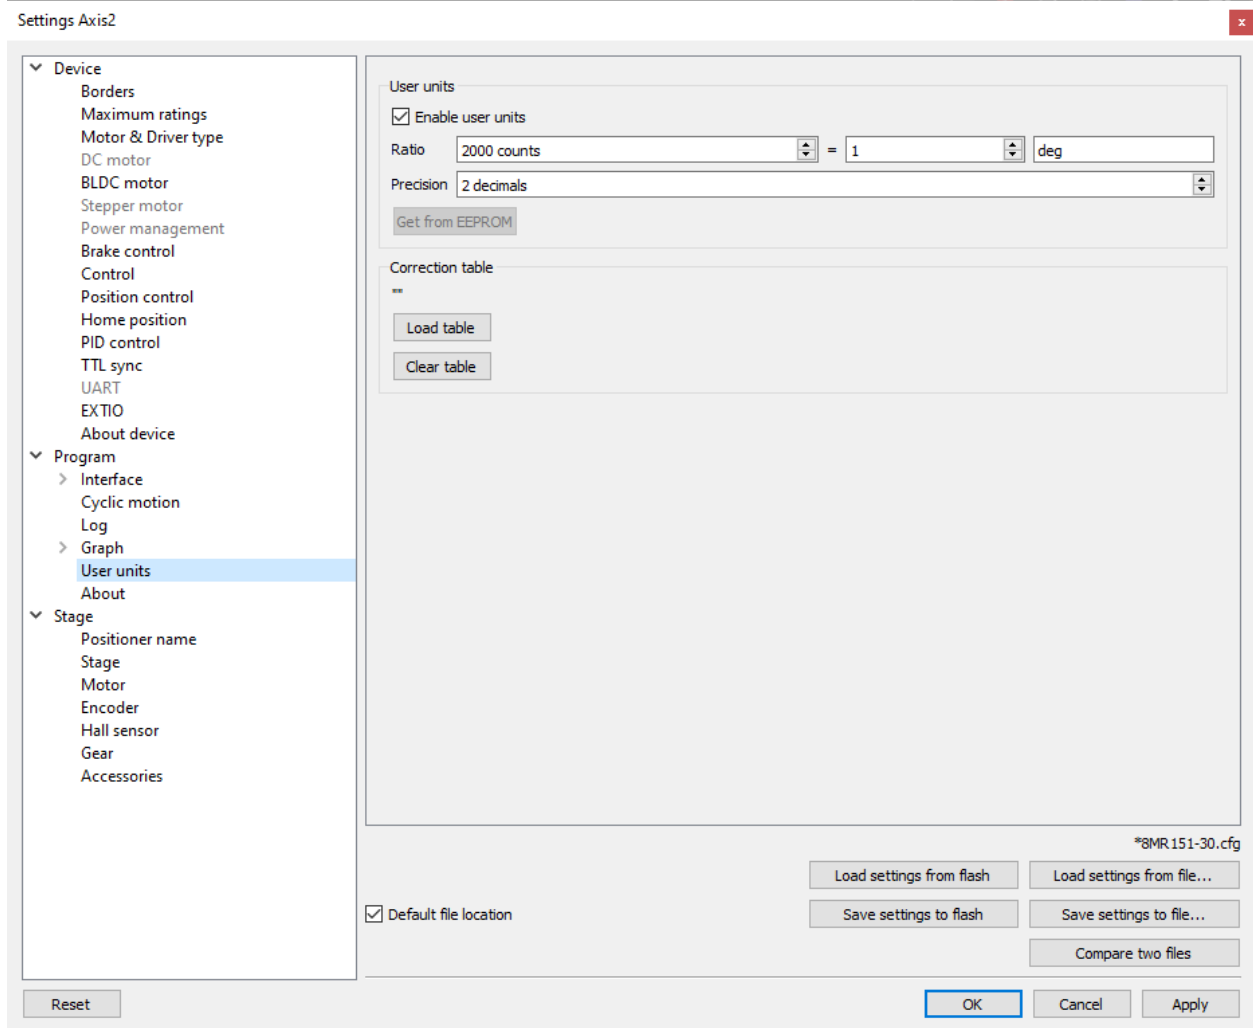 Settings Axis2
x
Device
Borders
Maximum ratings
Motor & Driver type
DC motor
BLDC motor
Stepper motor
Power management
Brake control
Control
Position control
Home position
PID control
TTL sync
UART
EXTIO
About device
Program
Interface
Cyclic motion
Log
Graph
User units
About
Stage
Positioner name
Stage
Motor
Encoder
Hall sensor
Gear
Accessories
User units
Enable user units
Ratio 2000 counts = 1 deg
Precision 2 decimals
Get from EEPROM
Correction table
""
Load table
Clear table
*8MR151-30.cfg
Load settings from flash Load settings from file...
Default file location Save settings to flash Save settings to file...
Compare two files
Reset OK Cancel Apply